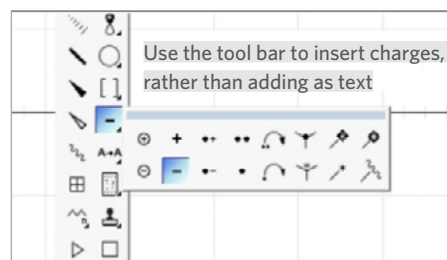 Use the tool bar to insert charges,
rather than adding as text